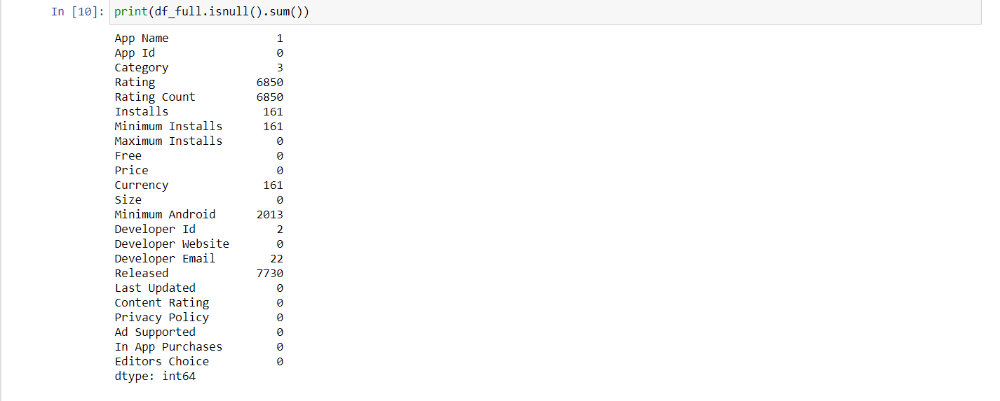 In [10]: print(df_full.isnull().sum())
App Name 1
App Id 0
Category 3
Rating 6850
Rating Count 6850
Installs 161
Minimum Installs 161
Maximum Installs 0
Free 0
Price 0
Currency 161
Size 0
Minimum Android 2013
Developer Id 2
Developer Website 0
Developer Email 22
Released 7730
Last Updated 0
Content Rating 0
Privacy Policy 0
Ad Supported 0
In App Purchases 0
Editors Choice 0
dtype: int64